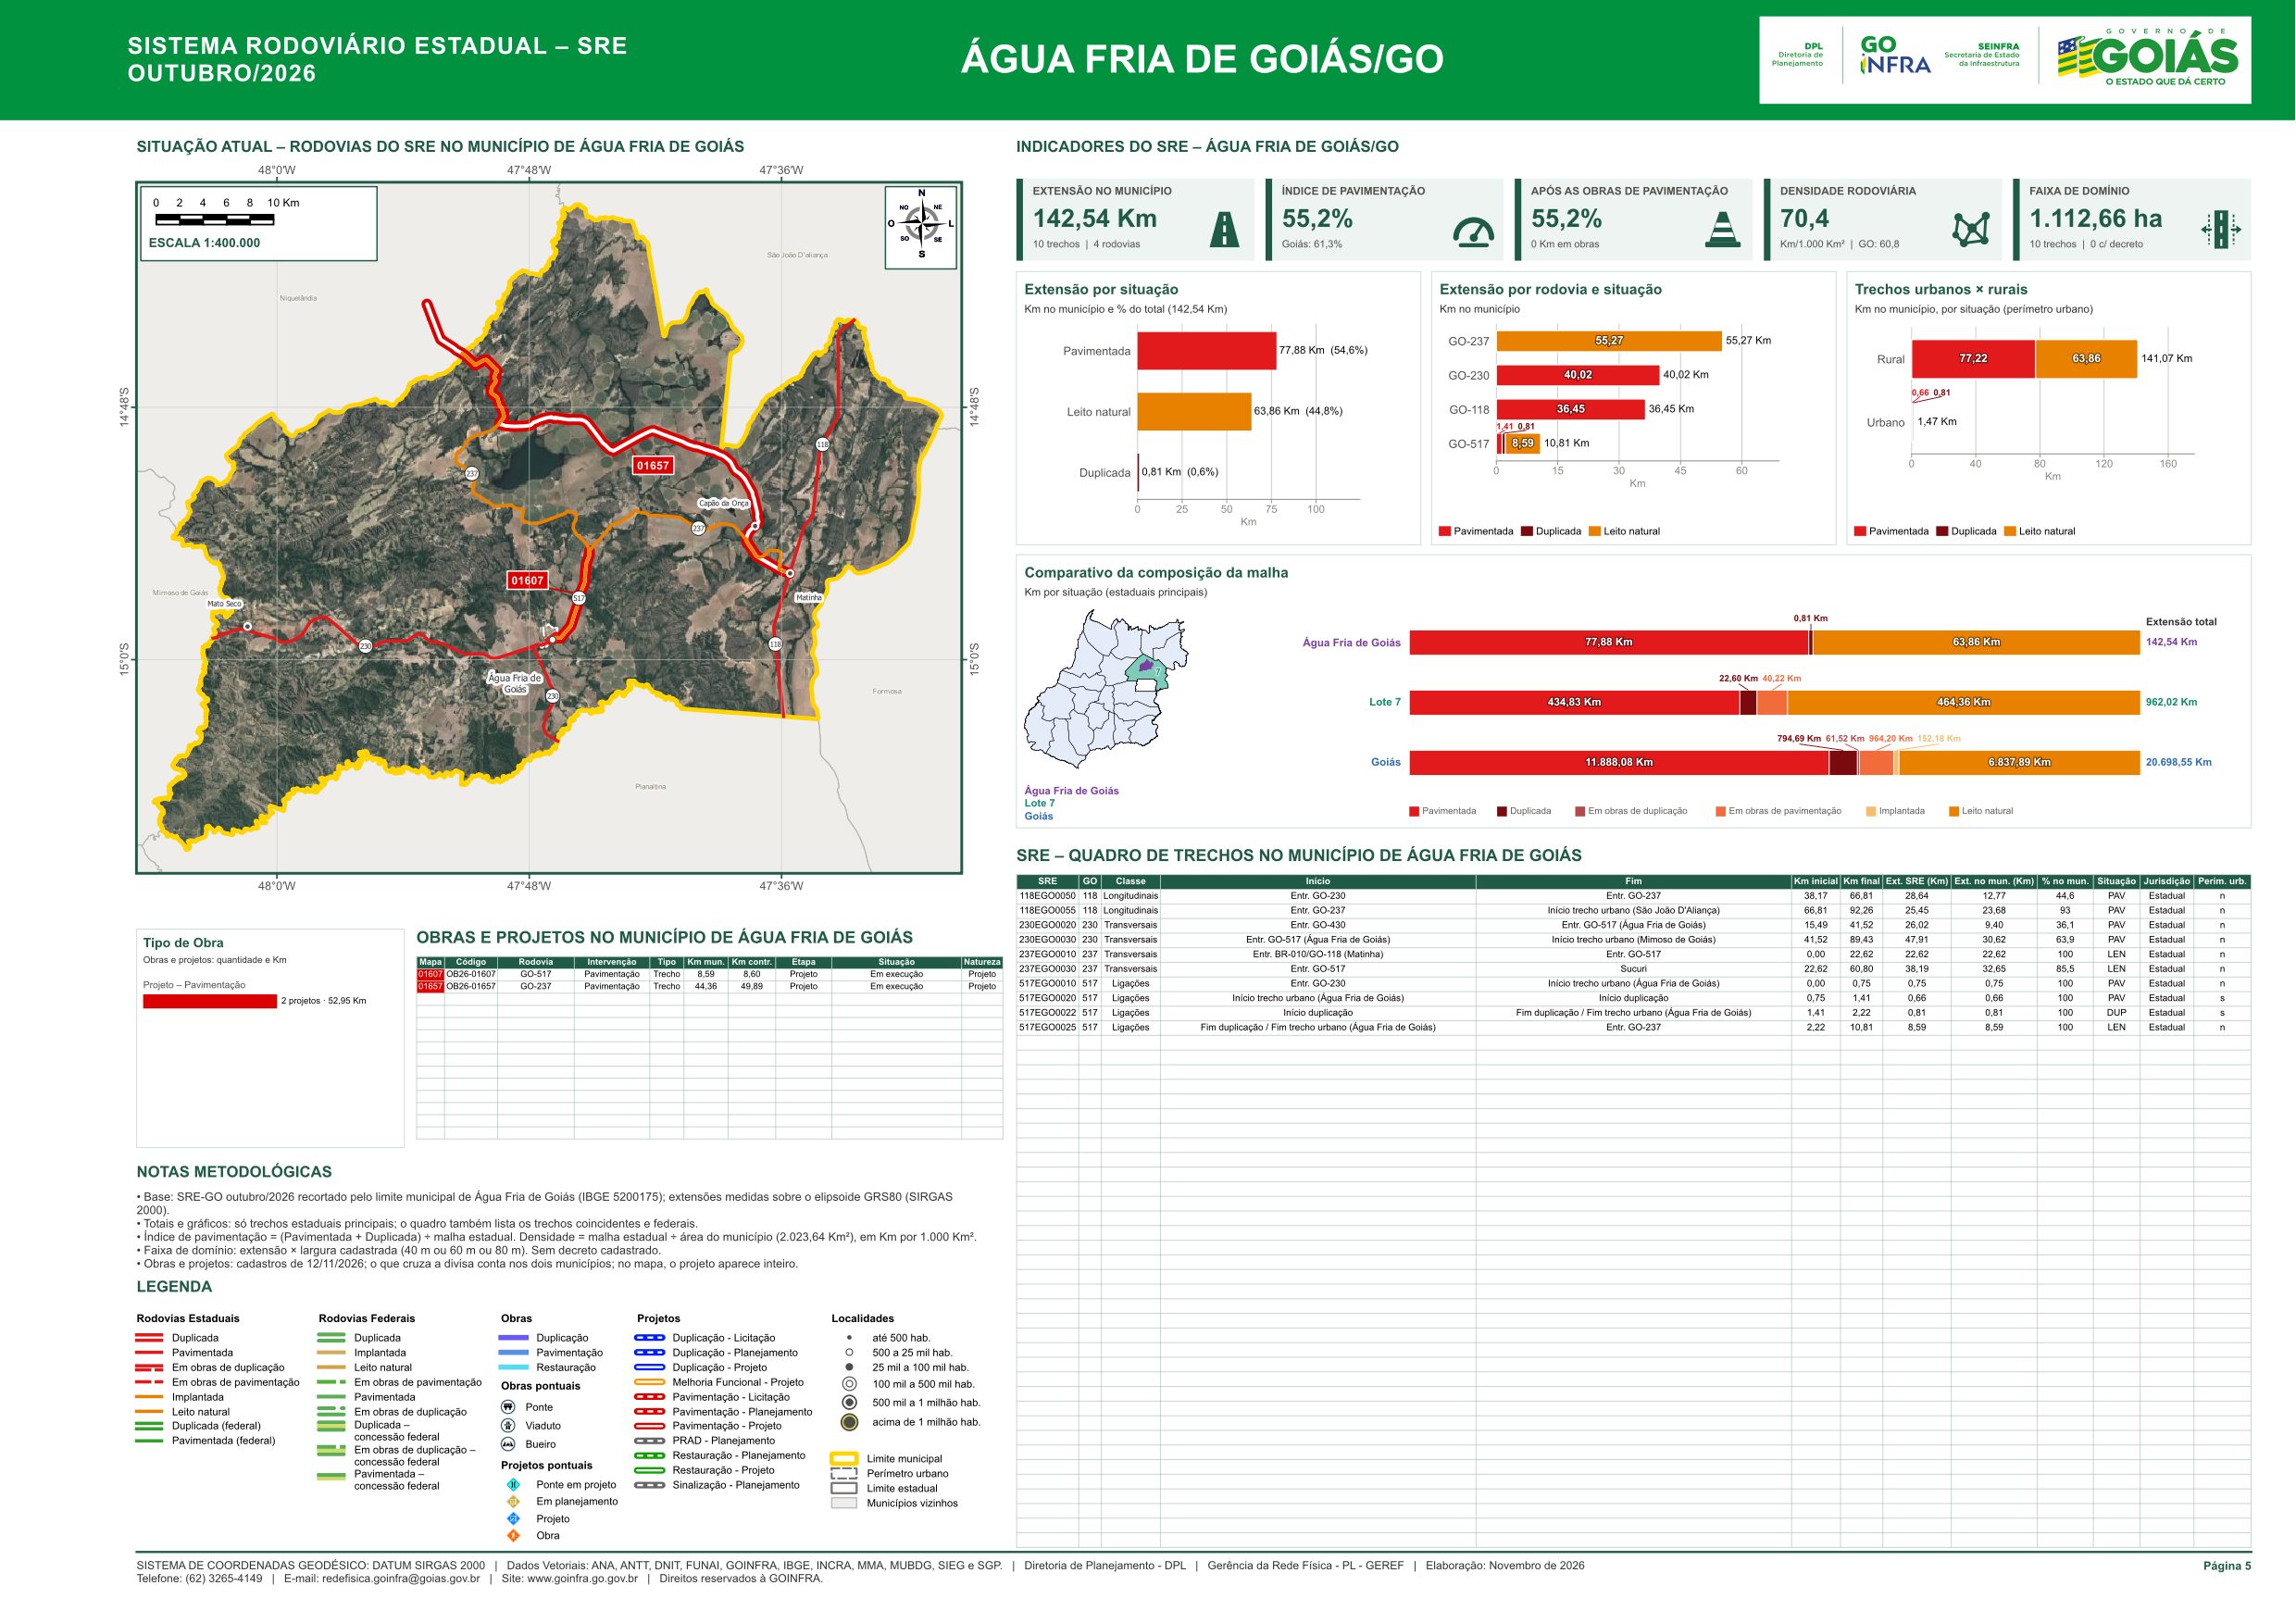 SISTEMA RODOVIÁRIO ESTADUAL – SRE
OUTUBRO/2026
ÁGUA FRIA DE GOIÁS/GO
DPL
Diretoria de
Planejamento
GO
iNFRA
SEINFRA
Secretaria de Estado
da Infraestrutura
GOVERNO DE
GOIÁS
O ESTADO QUE DÁ CERTO
SITUAÇÃO ATUAL – RODOVIAS DO SRE NO MUNICÍPIO DE ÁGUA FRIA DE GOIÁS
48°0'W 47°48'W 47°36'W
0 2 4 6 8 10 Km
ESCALA 1:400.000
N
NO NE
O L
SO SE
S
São João D'aliança
Niquelândia
14°48'S 14°48'S
118
01657
237
Capão da Onça
237
01607
Mimoso de Goiás
Mato Seco
517
Matinha
230
118
15°0'S 15°0'S
Água Fria de
Goiás
230
Formosa
Planaltina
48°0'W 47°48'W 47°36'W
INDICADORES DO SRE – ÁGUA FRIA DE GOIÁS/GO
EXTENSÃO NO MUNICÍPIO
142,54 Km
10 trechos | 4 rodovias
ÍNDICE DE PAVIMENTAÇÃO
55,2%
Goiás: 61,3%
APÓS AS OBRAS DE PAVIMENTAÇÃO
55,2%
0 Km em obras
DENSIDADE RODOVIÁRIA
70,4
Km/1.000 Km² | GO: 60,8
FAIXA DE DOMÍNIO
1.112,66 ha
10 trechos | 0 c/ decreto
Extensão por situação
Km no município e % do total (142,54 Km)
Pavimentada 77,88 Km (54,6%)
Leito natural 63,86 Km (44,8%)
Duplicada 0,81 Km (0,6%)
0 25 50 75 100
Km
Extensão por rodovia e situação
Km no município
GO-237 55,27 55,27 Km
GO-230 40,02 40,02 Km
GO-118 36,45 36,45 Km
1,41 0,81
GO-517 8,59 10,81 Km
0 15 30 45 60
Km
Pavimentada Duplicada Leito natural
Trechos urbanos × rurais
Km no município, por situação (perímetro urbano)
Rural 77,22 63,86 141,07 Km
0,66 0,81
Urbano 1,47 Km
0 40 80 120 160
Km
Pavimentada Duplicada Leito natural
Comparativo da composição da malha
Km por situação (estaduais principais)
7
Água Fria de Goiás
Lote 7
Goiás
0,81 Km Extensão total
Água Fria de Goiás 77,88 Km 63,86 Km 142,54 Km
22,60 Km 40,22 Km
Lote 7 434,83 Km 464,36 Km 962,02 Km
794,69 Km 61,52 Km 964,20 Km 152,18 Km
Goiás 11.888,08 Km 6.837,89 Km 20.698,55 Km
Pavimentada Duplicada Em obras de duplicação Em obras de pavimentação Implantada Leito natural
SRE – QUADRO DE TRECHOS NO MUNICÍPIO DE ÁGUA FRIA DE GOIÁS
SRE GO Classe Início Fim Km inicial Km final Ext. SRE (Km) Ext. no mun. (Km) % no mun. Situação Jurisdição Perím. urb.
118EGO0050 118 Longitudinais Entr. GO-230 Entr. GO-237 38,17 66,81 28,64 12,77 44,6 PAV Estadual n
118EGO0055 118 Longitudinais Entr. GO-237 Início trecho urbano (São João D'Aliança) 66,81 92,26 25,45 23,68 93 PAV Estadual n
230EGO0020 230 Transversais Entr. GO-430 Entr. GO-517 (Água Fria de Goiás) 15,49 41,52 26,02 9,40 36,1 PAV Estadual n
230EGO0030 230 Transversais Entr. GO-517 (Água Fria de Goiás) Início trecho urbano (Mimoso de Goiás) 41,52 89,43 47,91 30,62 63,9 PAV Estadual n
237EGO0010 237 Transversais Entr. BR-010/GO-118 (Matinha) Entr. GO-517 0,00 22,62 22,62 22,62 100 LEN Estadual n
237EGO0030 237 Transversais Entr. GO-517 Sucuri 22,62 60,80 38,19 32,65 85,5 LEN Estadual n
517EGO0010 517 Ligações Entr. GO-230 Início trecho urbano (Água Fria de Goiás) 0,00 0,75 0,75 0,75 100 PAV Estadual n
517EGO0020 517 Ligações Início trecho urbano (Água Fria de Goiás) Início duplicação 0,75 1,41 0,66 0,66 100 PAV Estadual s
517EGO0022 517 Ligações Início duplicação Fim duplicação / Fim trecho urbano (Água Fria de Goiás) 1,41 2,22 0,81 0,81 100 DUP Estadual s
517EGO0025 517 Ligações Fim duplicação / Fim trecho urbano (Água Fria de Goiás) Entr. GO-237 2,22 10,81 8,59 8,59 100 LEN Estadual n
Tipo de Obra
Obras e projetos: quantidade e Km
Projeto – Pavimentação
2 projetos · 52,95 Km
OBRAS E PROJETOS NO MUNICÍPIO DE ÁGUA FRIA DE GOIÁS
Mapa Código Rodovia Intervenção Tipo Km mun. Km contr. Etapa Situação Natureza
01607 OB26-01607 GO-517 Pavimentação Trecho 8,59 8,60 Projeto Em execução Projeto
01657 OB26-01657 GO-237 Pavimentação Trecho 44,36 49,89 Projeto Em execução Projeto
NOTAS METODOLÓGICAS
• Base: SRE-GO outubro/2026 recortado pelo limite municipal de Água Fria de Goiás (IBGE 5200175); extensões medidas sobre o elipsoide GRS80 (SIRGAS
2000).
• Totais e gráficos: só trechos estaduais principais; o quadro também lista os trechos coincidentes e federais.
• Índice de pavimentação = (Pavimentada + Duplicada) ÷ malha estadual. Densidade = malha estadual ÷ área do município (2.023,64 Km²), em Km por 1.000 Km².
• Faixa de domínio: extensão × largura cadastrada (40 m ou 60 m ou 80 m). Sem decreto cadastrado.
• Obras e projetos: cadastros de 12/11/2026; o que cruza a divisa conta nos dois municípios; no mapa, o projeto aparece inteiro.
LEGENDA
Rodovias Estaduais
Duplicada
Pavimentada
Em obras de duplicação
Em obras de pavimentação
Implantada
Leito natural
Duplicada (federal)
Pavimentada (federal)
Rodovias Federais
Duplicada
Implantada
Leito natural
Em obras de pavimentação
Pavimentada
Em obras de duplicação
Duplicada –
concessão federal
Em obras de duplicação –
concessão federal
Pavimentada –
concessão federal
Obras
Duplicação
Pavimentação
Restauração
Obras pontuais
Ponte
Viaduto
Bueiro
Projetos pontuais
Ponte em projeto
Em planejamento
Projeto
Obra
Projetos
Duplicação - Licitação
Duplicação - Planejamento
Duplicação - Projeto
Melhoria Funcional - Projeto
Pavimentação - Licitação
Pavimentação - Planejamento
Pavimentação - Projeto
PRAD - Planejamento
Restauração - Planejamento
Restauração - Projeto
Sinalização - Planejamento
Localidades
até 500 hab.
500 a 25 mil hab.
25 mil a 100 mil hab.
100 mil a 500 mil hab.
500 mil a 1 milhão hab.
acima de 1 milhão hab.
Limite municipal
Perímetro urbano
Limite estadual
Municípios vizinhos
SISTEMA DE COORDENADAS GEODÉSICO: DATUM SIRGAS 2000 | Dados Vetoriais: ANA, ANTT, DNIT, FUNAI, GOINFRA, IBGE, INCRA, MMA, MUBDG, SIEG e SGP. | Diretoria de Planejamento - DPL | Gerência da Rede Física - PL - GEREF | Elaboração: Novembro de 2026
Página 5
Telefone: (62) 3265-4149 | E-mail: redefisica.goinfra@goias.gov.br | Site: www.goinfra.go.gov.br | Direitos reservados à GOINFRA.